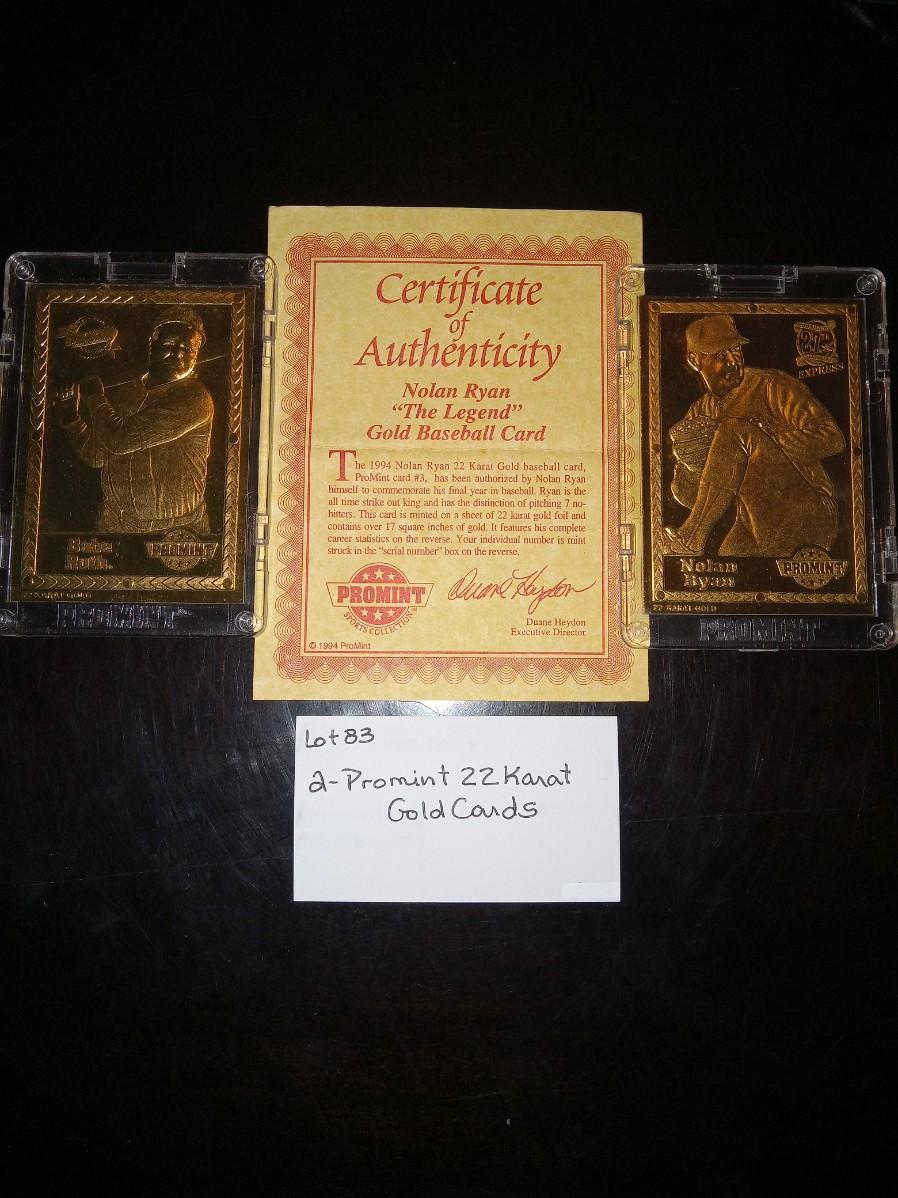 Certificate
of
Authenticity
Nolan Ryan
“The Legend”
Gold Baseball Card
The 1994 Nolan Ryan 22 Karat Gold baseball card,
ProMint card #3, has been authorized by Nolan Ryan
himself to commemorate his final year in baseball. Ryan is the
all time strike out king and has the distinction of pitching 7 no-
hitters. This card is minted on a sheet of 22 karat gold foil and
contains over 17 square inches of gold. It features his complete
career statistics on the reverse. Your individual number is mint
struck in the “serial number” box on the reverse.
PROMINT
SPORTS COLLECTION™
Duane Heydon
Duane Heydon
Executive Director
© 1994 ProMint
Babe
Ruth
PROMINT
22 KARAT GOLD
PROMINT
EXPRESS
Nolan
Ryan
PROMINT
22 KARAT GOLD
PROMINT
Lot 83
2-Promint 22 Karat
Gold Cards